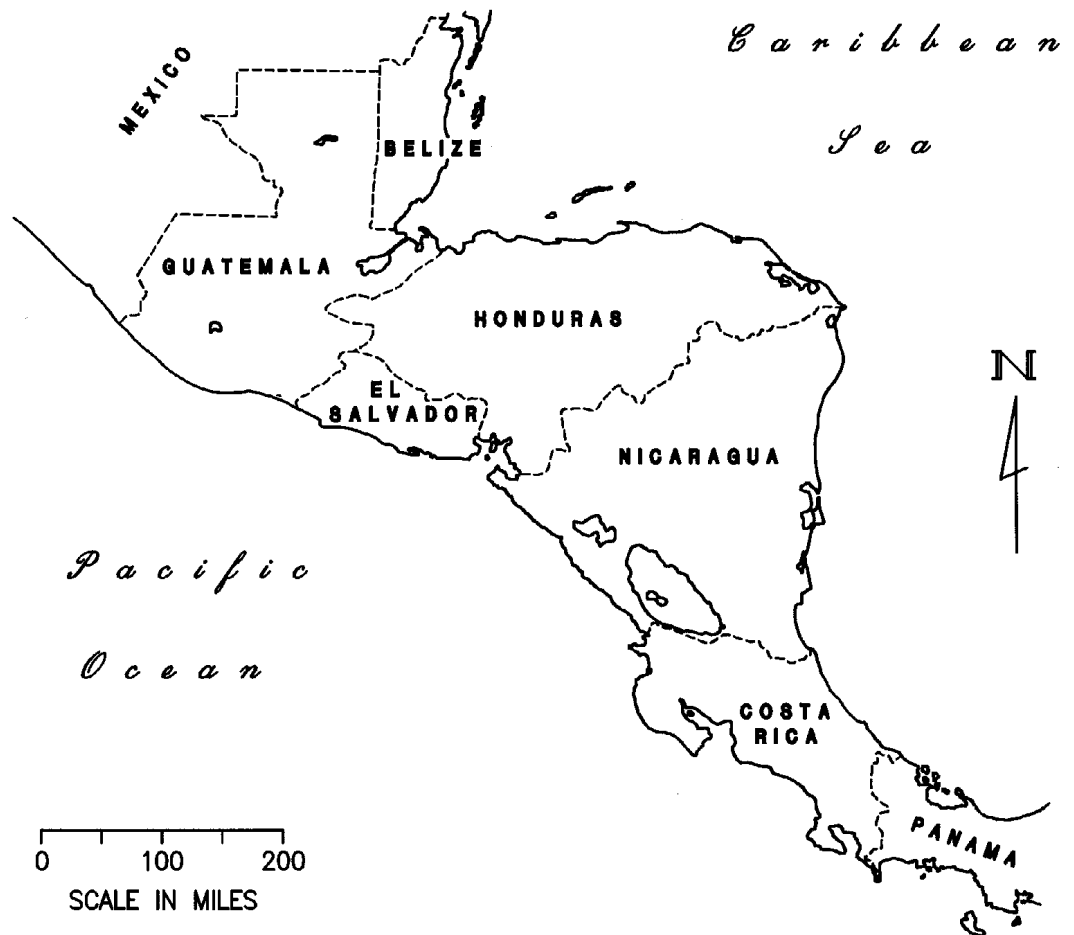 Caribbean
Sea
MEXICO
BELIZE
GUATEMALA
HONDURAS
N
EL
SALVADOR
NICARAGUA
Pacific
Ocean
COSTA
RICA
PANAMA
0 100 200
SCALE IN MILES